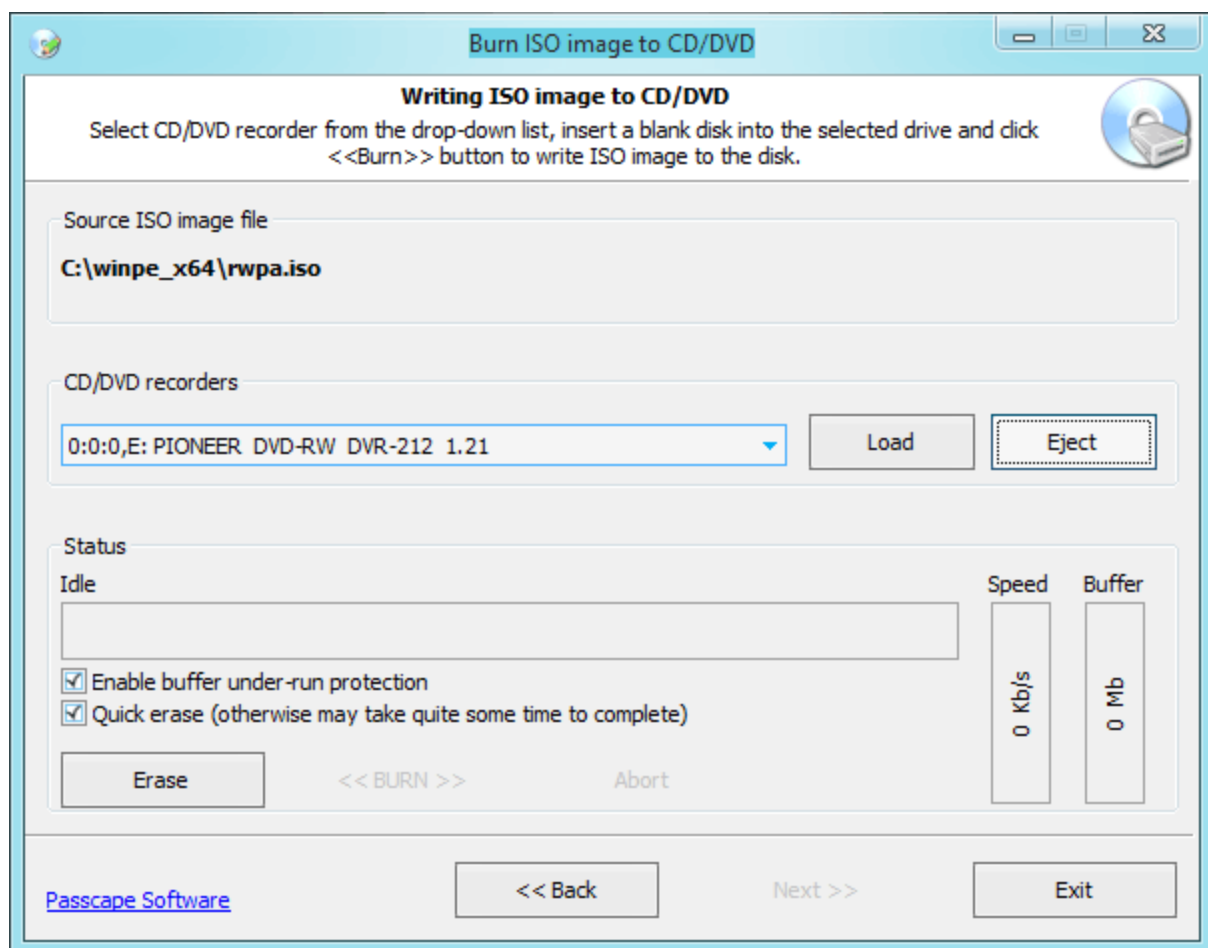 Burn ISO image to CD/DVD
Writing ISO image to CD/DVD
Select CD/DVD recorder from the drop-down list, insert a blank disk into the selected drive and click
<<Burn>> button to write ISO image to the disk.
Source ISO image file
C:\winpe_x64\rwpa.iso
CD/DVD recorders
0:0:0,E: PIONEER DVD-RW DVR-212 1.21
Load
Eject
Status
Idle
Speed
Buffer
0 Kb/s
0 Mb
Enable buffer under-run protection
Quick erase (otherwise may take quite some time to complete)
Erase
<< BURN >>
Abort
Passcape Software
<< Back
Next >>
Exit